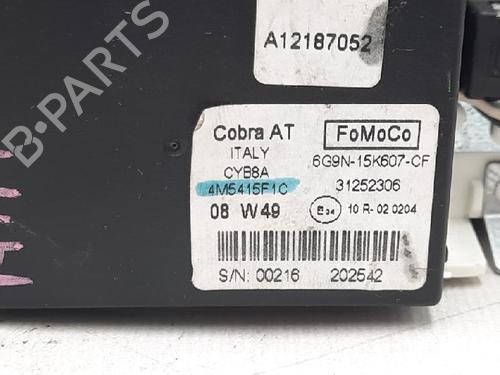 A12187052
B-PARTS
Cobra AT FoMoCo
ITALY 6G9N-15K607-CF
CYB8A
4M5415F1C 31252306
08 W49 10 R-02 0204
S/N: 00216 202542